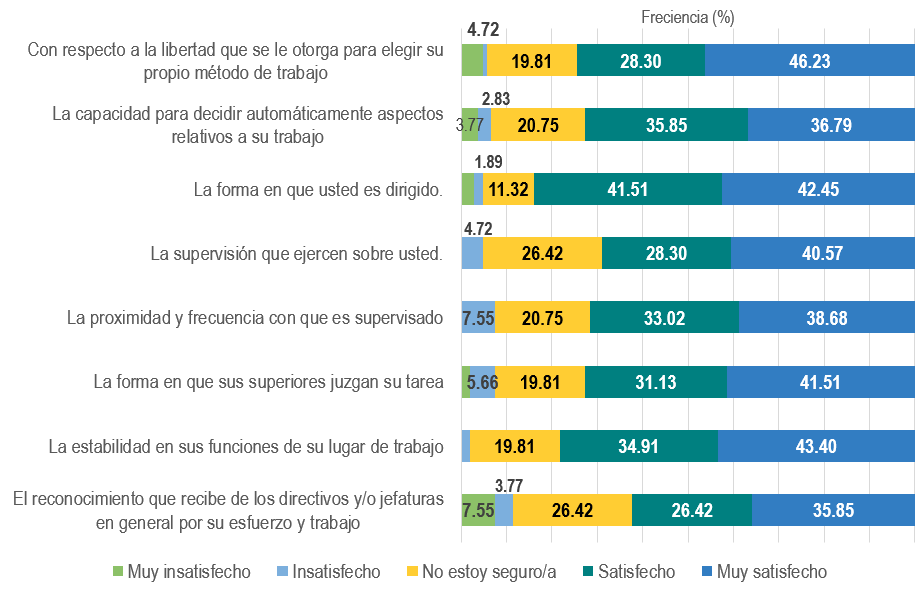 Freciencia (%)
Con respecto a la libertad que se le otorga para elegir su
propio método de trabajo
4.72
19.81
28.30
46.23
La capacidad para decidir automáticamente aspectos
relativos a su trabajo
3.77
2.83
20.75
35.85
36.79
La forma en que usted es dirigido.
1.89
11.32
41.51
42.45
La supervisión que ejercen sobre usted.
4.72
26.42
28.30
40.57
La proximidad y frecuencia con que es supervisado
7.55
20.75
33.02
38.68
La forma en que sus superiores juzgan su tarea
5.66
19.81
31.13
41.51
La estabilidad en sus funciones de su lugar de trabajo
19.81
34.91
43.40
El reconocimiento que recibe de los directivos y/o jefaturas
en general por su esfuerzo y trabajo
7.55
3.77
26.42
26.42
35.85
Muy insatisfecho
Insatisfecho
No estoy seguro/a
Satisfecho
Muy satisfecho